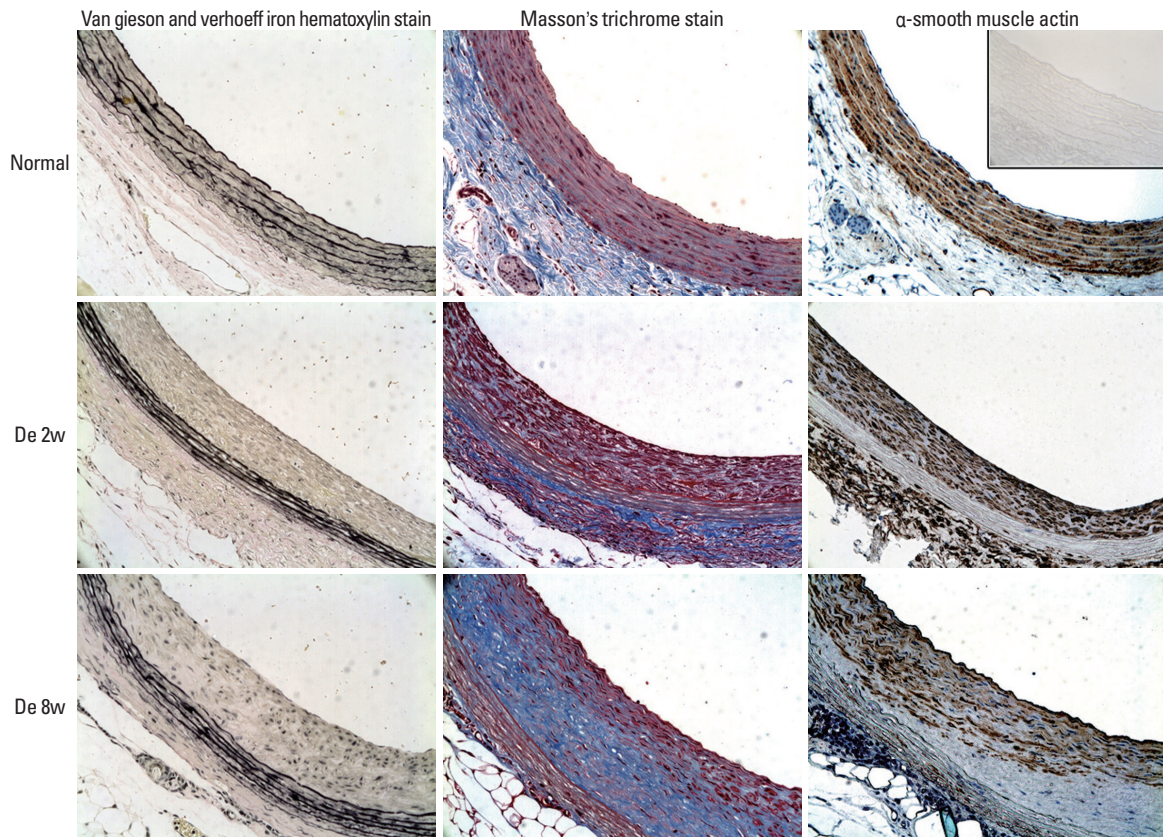 Van gieson and verhoeff iron hematoxylin stain
Masson's trichrome stain
α-smooth muscle actin
Normal
De 2w
De 8w